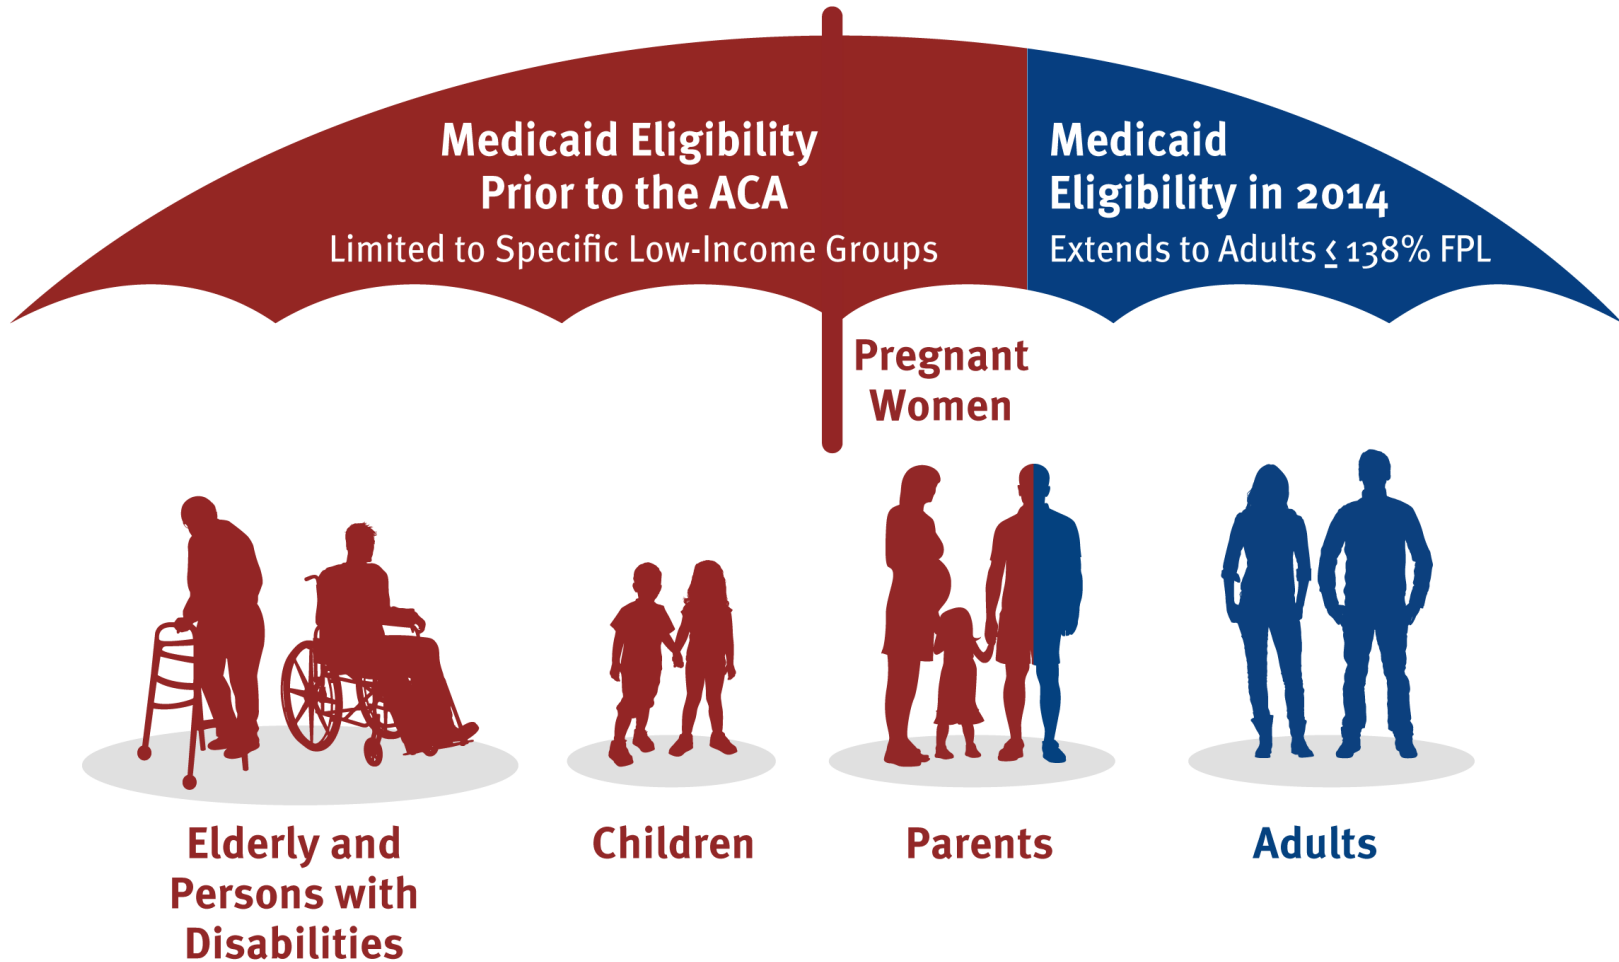 Medicaid Eligibility
Prior to the ACA
Limited to Specific Low-Income Groups
Medicaid
Eligibility in 2014
Extends to Adults ≤ 138% FPL
Pregnant
Women
Elderly and
Persons with
Disabilities
Children
Parents
Adults